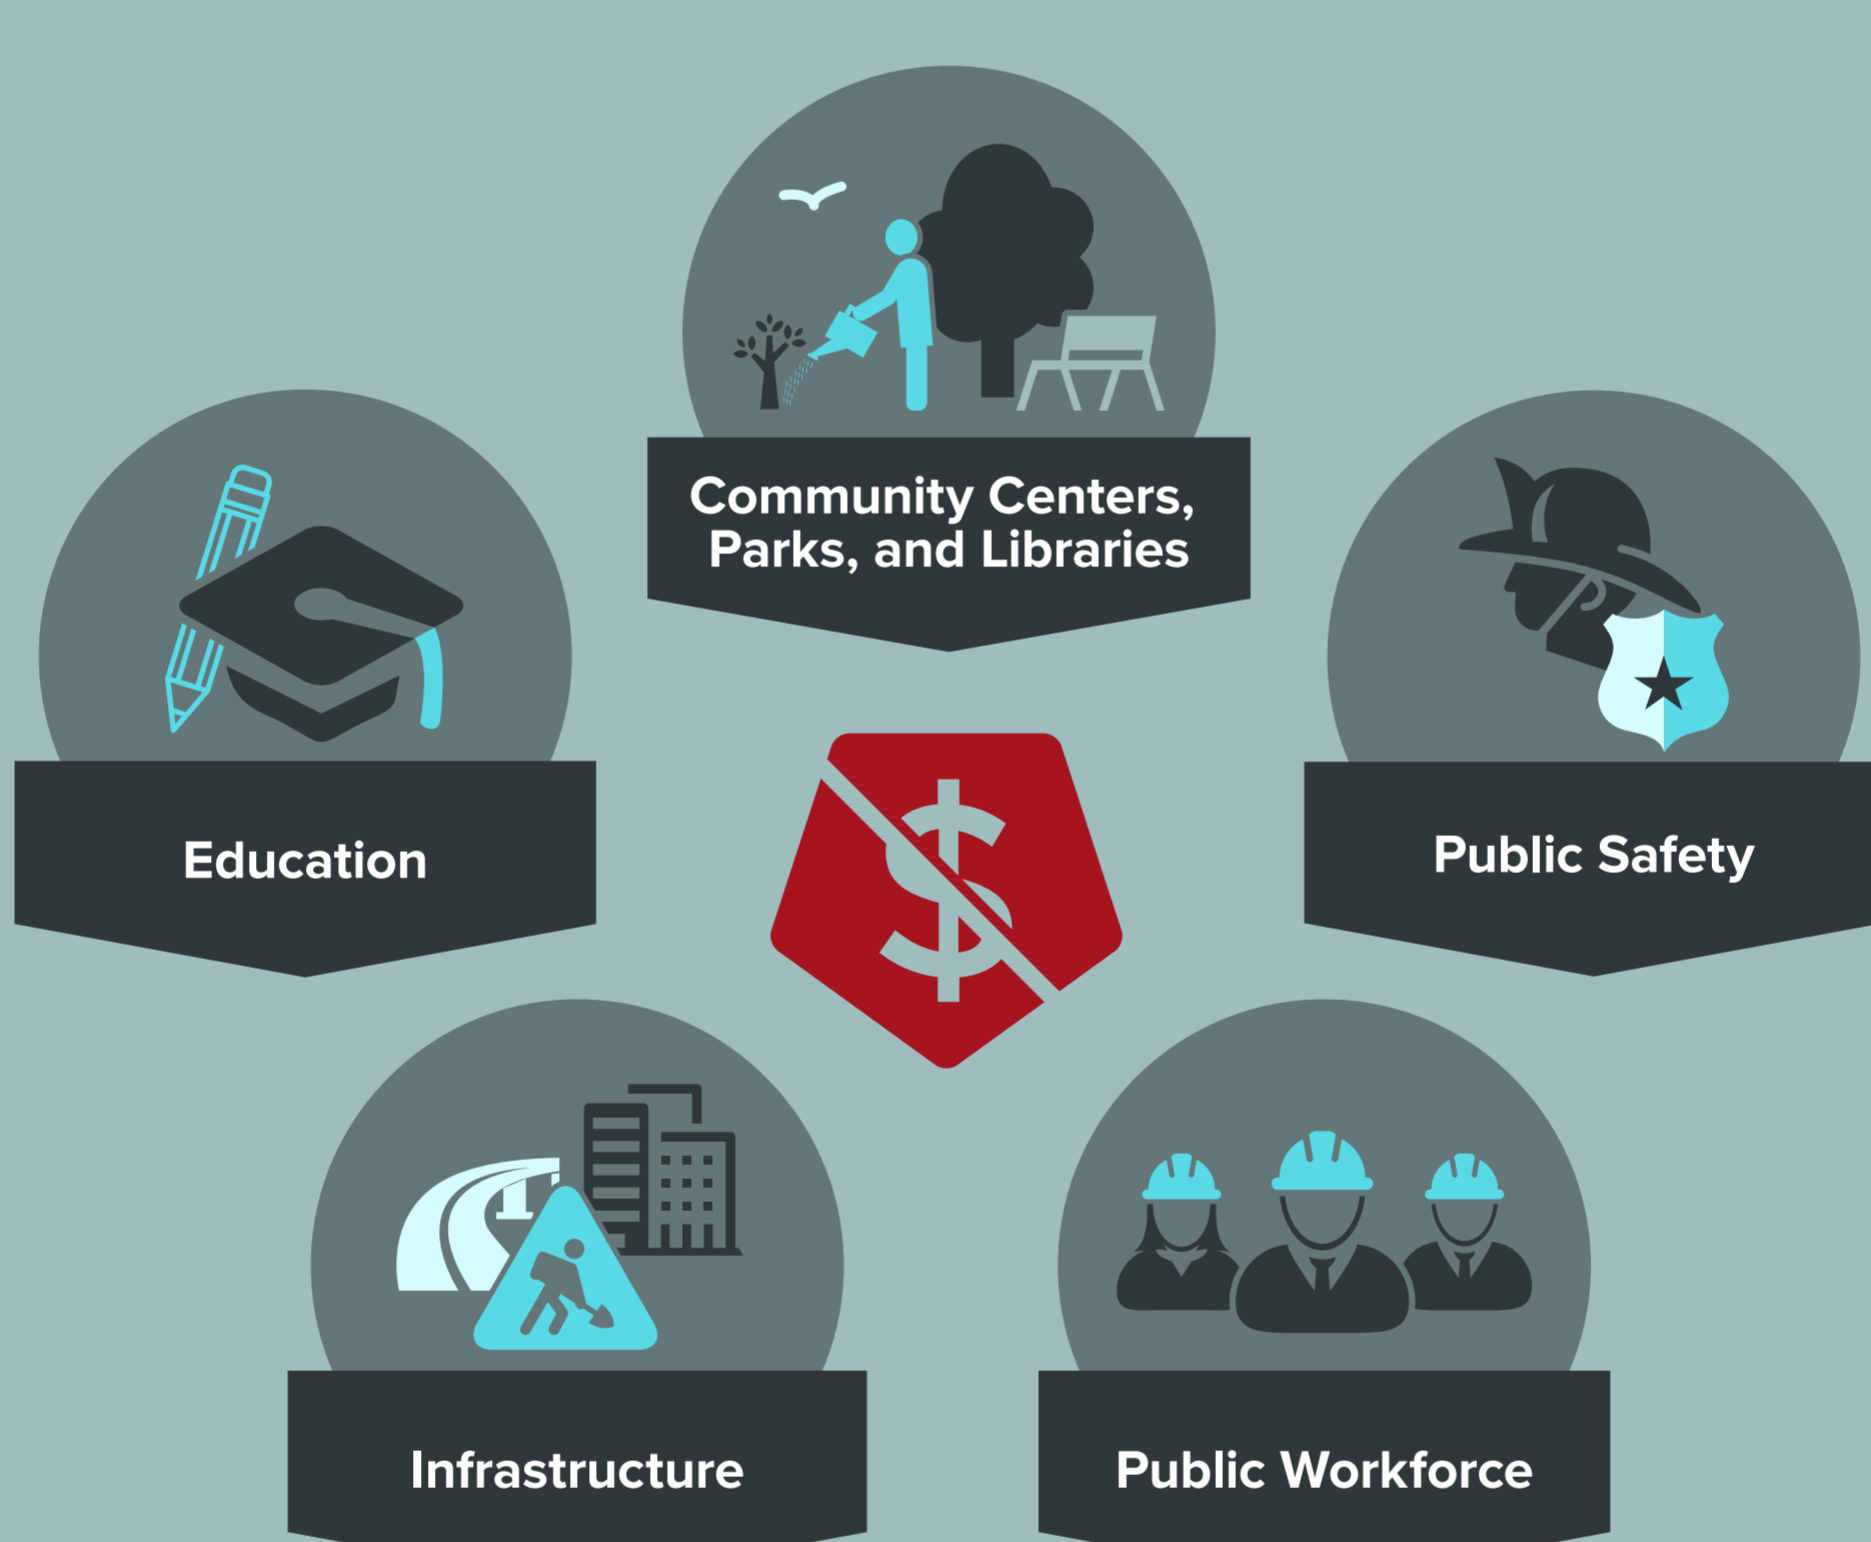 Community Centers,
Parks, and Libraries
Education
Public Safety
$
Infrastructure
Public Workforce